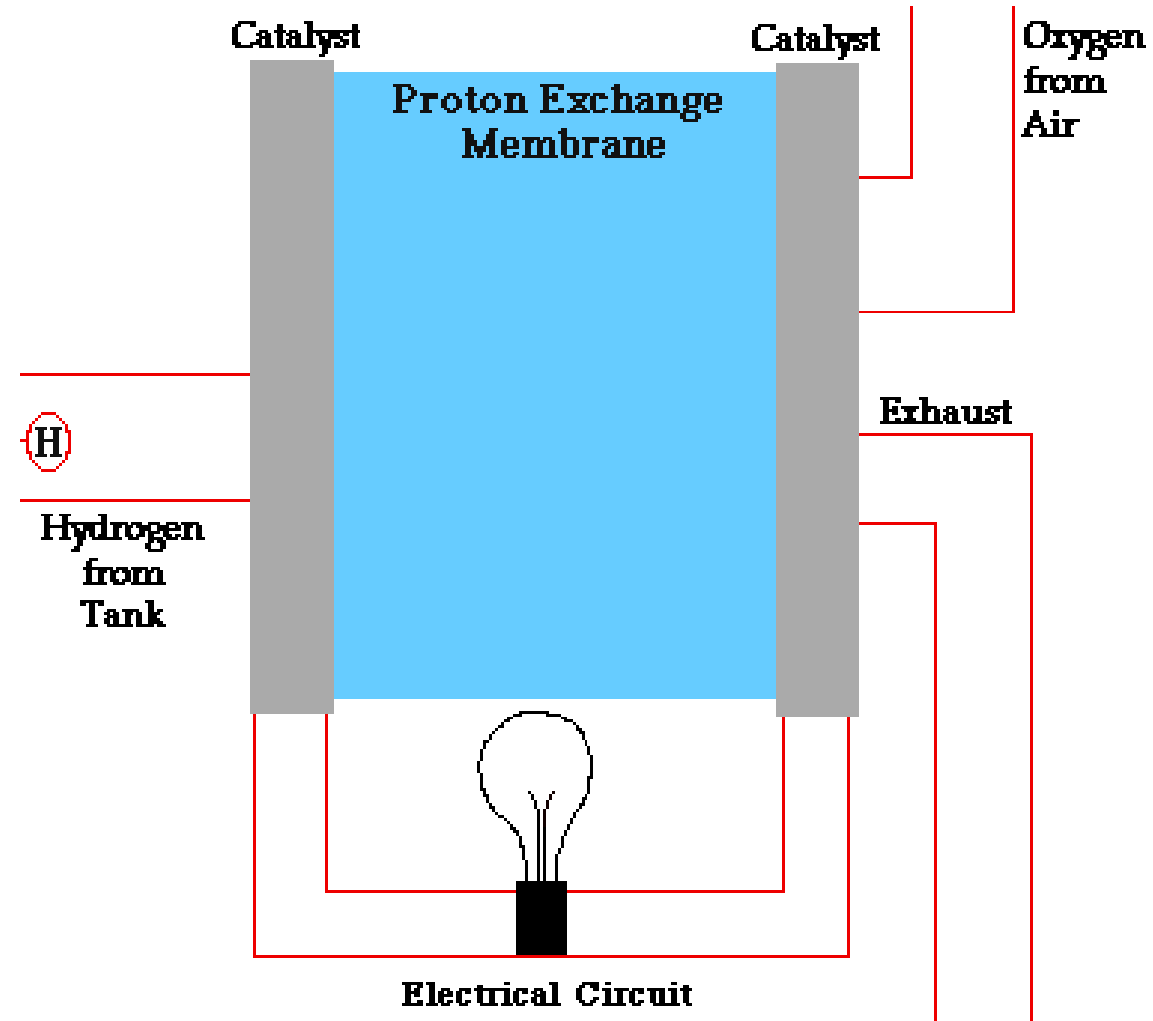 Catalyst
Catalyst
Oxygen
from
Air
Proton Exchange
Membrane
Exhaust
H
Hydrogen
from
Tank
Electrical Circuit